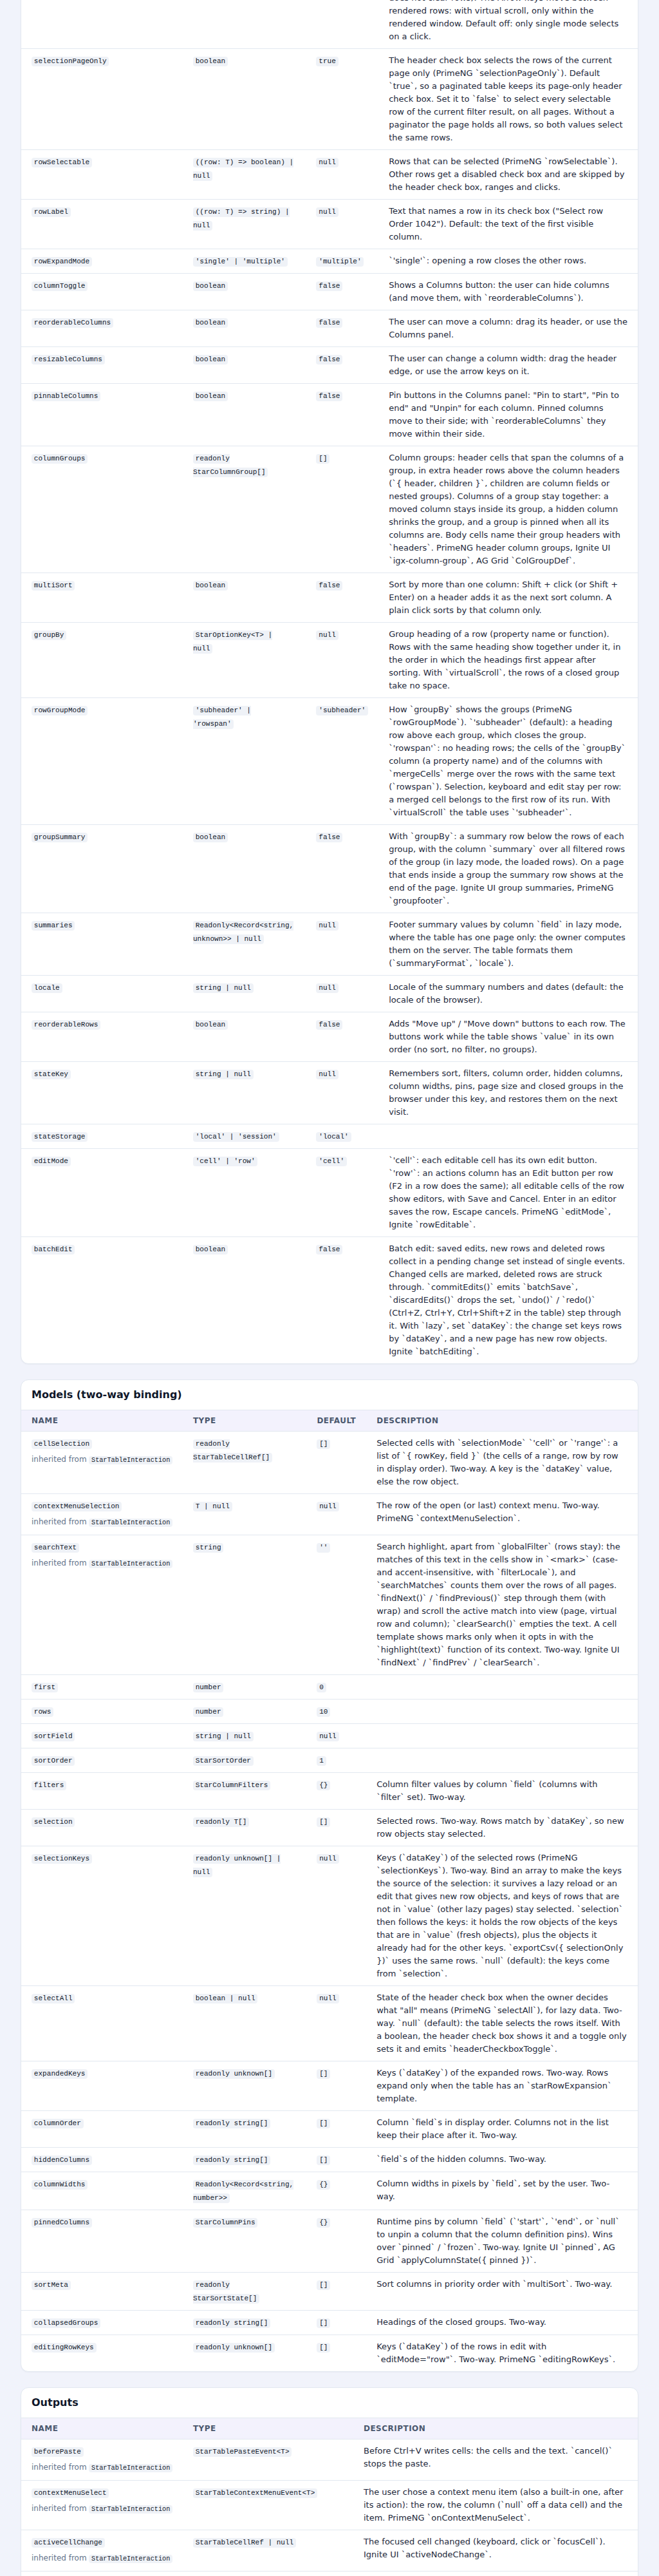 rendered rows: with virtual scroll, only within the
rendered window. Default off: only single mode selects
on a click.
selectionPageOnly boolean true The header check box selects the rows of the current
page only (PrimeNG `selectionPageOnly`). Default
`true`, so a paginated table keeps its page-only header
check box. Set it to `false` to select every selectable
row of the current filter result, on all pages. Without a
paginator the page holds all rows, so both values select
the same rows.
rowSelectable ((row: T) => boolean) | null Rows that can be selected (PrimeNG `rowSelectable`).
null Other rows get a disabled check box and are skipped by
the header check box, ranges and clicks.
rowLabel ((row: T) => string) | null Text that names a row in its check box ("Select row
null Order 1042"). Default: the text of the first visible
column.
rowExpandMode 'single' | 'multiple' 'multiple' `'single'`: opening a row closes the other rows.
columnToggle boolean false Shows a Columns button: the user can hide columns
(and move them, with `reorderableColumns`).
reorderableColumns boolean false The user can move a column: drag its header, or use the
Columns panel.
resizableColumns boolean false The user can change a column width: drag the header
edge, or use the arrow keys on it.
pinnableColumns boolean false Pin buttons in the Columns panel: "Pin to start", "Pin to
end" and "Unpin" for each column. Pinned columns
move to their side; with `reorderableColumns` they
move within their side.
columnGroups readonly [] Column groups: header cells that span the columns of a
StarColumnGroup[] group, in extra header rows above the column headers
(`{ header, children }`, children are column fields or
nested groups). Columns of a group stay together: a
moved column stays inside its group, a hidden column
shrinks the group, and a group is pinned when all its
columns are. Body cells name their group headers with
`headers`. PrimeNG header column groups, Ignite UI
`igx-column-group`, AG Grid `ColGroupDef`.
multiSort boolean false Sort by more than one column: Shift + click (or Shift +
Enter) on a header adds it as the next sort column. A
plain click sorts by that column only.
groupBy StarOptionKey<T> | null Group heading of a row (property name or function).
null Rows with the same heading show together under it, in
the order in which the headings first appear after
sorting. With `virtualScroll`, the rows of a closed group
take no space.
rowGroupMode 'subheader' | 'subheader' How `groupBy` shows the groups (PrimeNG
'rowspan' `rowGroupMode`). `'subheader'` (default): a heading
row above each group, which closes the group.
`'rowspan'`: no heading rows; the cells of the `groupBy`
column (a property name) and of the columns with
`mergeCells` merge over the rows with the same text
(`rowspan`). Selection, keyboard and edit stay per row:
a merged cell belongs to the first row of its run. With
`virtualScroll` the table uses `'subheader'`.
groupSummary boolean false With `groupBy`: a summary row below the rows of each
group, with the column `summary` over all filtered rows
of the group (in lazy mode, the loaded rows). On a page
that ends inside a group the summary row shows at the
end of the page. Ignite UI group summaries, PrimeNG
`groupfooter`.
summaries Readonly<Record<string, null Footer summary values by column `field` in lazy mode,
unknown>> | null where the table has one page only: the owner computes
them on the server. The table formats them
(`summaryFormat`, `locale`).
locale string | null null Locale of the summary numbers and dates (default: the
locale of the browser).
reorderableRows boolean false Adds "Move up" / "Move down" buttons to each row. The
buttons work while the table shows `value` in its own
order (no sort, no filter, no groups).
stateKey string | null null Remembers sort, filters, column order, hidden columns,
column widths, pins, page size and closed groups in the
browser under this key, and restores them on the next
visit.
stateStorage 'local' | 'session' 'local'
editMode 'cell' | 'row' 'cell' `'cell'`: each editable cell has its own edit button.
`'row'`: an actions column has an Edit button per row
(F2 in a row does the same); all editable cells of the row
show editors, with Save and Cancel. Enter in an editor
saves the row, Escape cancels. PrimeNG `editMode`,
Ignite `rowEditable`.
batchEdit boolean false Batch edit: saved edits, new rows and deleted rows
collect in a pending change set instead of single events.
Changed cells are marked, deleted rows are struck
through. `commitEdits()` emits `batchSave`,
`discardEdits()` drops the set, `undo()` / `redo()`
(Ctrl+Z, Ctrl+Y, Ctrl+Shift+Z in the table) step through
it. With `lazy`, set `dataKey`: the change set keys rows
by `dataKey`, and a new page has new row objects.
Ignite `batchEditing`.
Models (two-way binding)
NAME TYPE DEFAULT DESCRIPTION
cellSelection readonly [] Selected cells with `selectionMode` `'cell'` or `'range'`: a
inherited from StarTableInteraction StarTableCellRef[] list of `{ rowKey, field }` (the cells of a range, row by row
in display order). Two-way. A key is the `dataKey` value,
else the row object.
contextMenuSelection T | null null The row of the open (or last) context menu. Two-way.
inherited from StarTableInteraction PrimeNG `contextMenuSelection`.
searchText string '' Search highlight, apart from `globalFilter` (rows stay): the
inherited from StarTableInteraction matches of this text in the cells show in `<mark>` (case-
and accent-insensitive, with `filterLocale`), and
`searchMatches` counts them over the rows of all pages.
`findNext()` / `findPrevious()` step through them (with
wrap) and scroll the active match into view (page, virtual
row and column); `clearSearch()` empties the text. A cell
template shows marks only when it opts in with the
`highlight(text)` function of its context. Two-way. Ignite UI
`findNext` / `findPrev` / `clearSearch`.
first number 0
rows number 10
sortField string | null null
sortOrder StarSortOrder 1
filters StarColumnFilters {} Column filter values by column `field` (columns with
`filter` set). Two-way.
selection readonly T[] [] Selected rows. Two-way. Rows match by `dataKey`, so new
row objects stay selected.
selectionKeys readonly unknown[] | null Keys (`dataKey`) of the selected rows (PrimeNG
null `selectionKeys`). Two-way. Bind an array to make the keys
the source of the selection: it survives a lazy reload or an
edit that gives new row objects, and keys of rows that are
not in `value` (other lazy pages) stay selected. `selection`
then follows the keys: it holds the row objects of the keys
that are in `value` (fresh objects), plus the objects it
already had for the other keys. `exportCsv({ selectionOnly
})` uses the same rows. `null` (default): the keys come
from `selection`.
selectAll boolean | null null State of the header check box when the owner decides
what "all" means (PrimeNG `selectAll`), for lazy data. Two-
way. `null` (default): the table selects the rows itself. With
a boolean, the header check box shows it and a toggle only
sets it and emits `headerCheckboxToggle`.
expandedKeys readonly unknown[] [] Keys (`dataKey`) of the expanded rows. Two-way. Rows
expand only when the table has an `starRowExpansion`
template.
columnOrder readonly string[] [] Column `field`s in display order. Columns not in the list
keep their place after it. Two-way.
hiddenColumns readonly string[] [] `field`s of the hidden columns. Two-way.
columnWidths Readonly<Record<string, {} Column widths in pixels by `field`, set by the user. Two-
number>> way.
pinnedColumns StarColumnPins {} Runtime pins by column `field` (`'start'`, `'end'`, or `null`
to unpin a column that the column definition pins). Wins
over `pinned` / `frozen`. Two-way. Ignite UI `pinned`, AG
Grid `applyColumnState({ pinned })`.
sortMeta readonly [] Sort columns in priority order with `multiSort`. Two-way.
StarSortState[]
collapsedGroups readonly string[] [] Headings of the closed groups. Two-way.
editingRowKeys readonly unknown[] [] Keys (`dataKey`) of the rows in edit with
`editMode="row"`. Two-way. PrimeNG `editingRowKeys`.
Outputs
NAME TYPE DESCRIPTION
beforePaste StarTablePasteEvent<T> Before Ctrl+V writes cells: the cells and the text. `cancel()`
inherited from StarTableInteraction stops the paste.
contextMenuSelect StarTableContextMenuEvent<T> The user chose a context menu item (also a built-in one, after
inherited from StarTableInteraction its action): the row, the column (`null` off a data cell) and the
item. PrimeNG `onContextMenuSelect`.
activeCellChange StarTableCellRef | null The focused cell changed (keyboard, click or `focusCell`).
inherited from StarTableInteraction Ignite UI `activeNodeChange`.